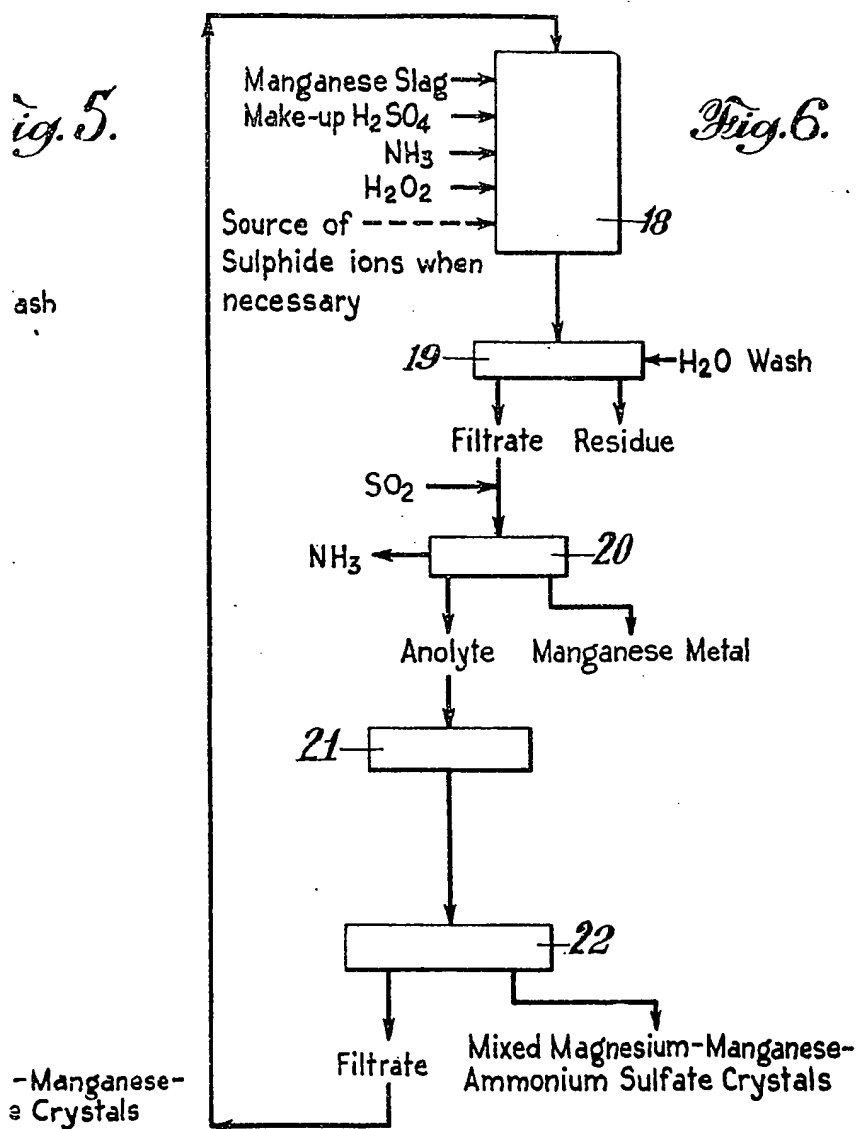 ig. 5.
Fig. 6.
Manganese Slag
Make-up H₂SO₄
NH₃
H₂O₂
Source of
Sulphide ions when
necessary
18
ash
19
H₂O Wash
Filtrate
Residue
SO₂
20
NH₃
Anolyte
Manganese Metal
21
22
Filtrate
Mixed Magnesium-Manganese-
Ammonium Sulfate Crystals
-Manganese-
e Crystals